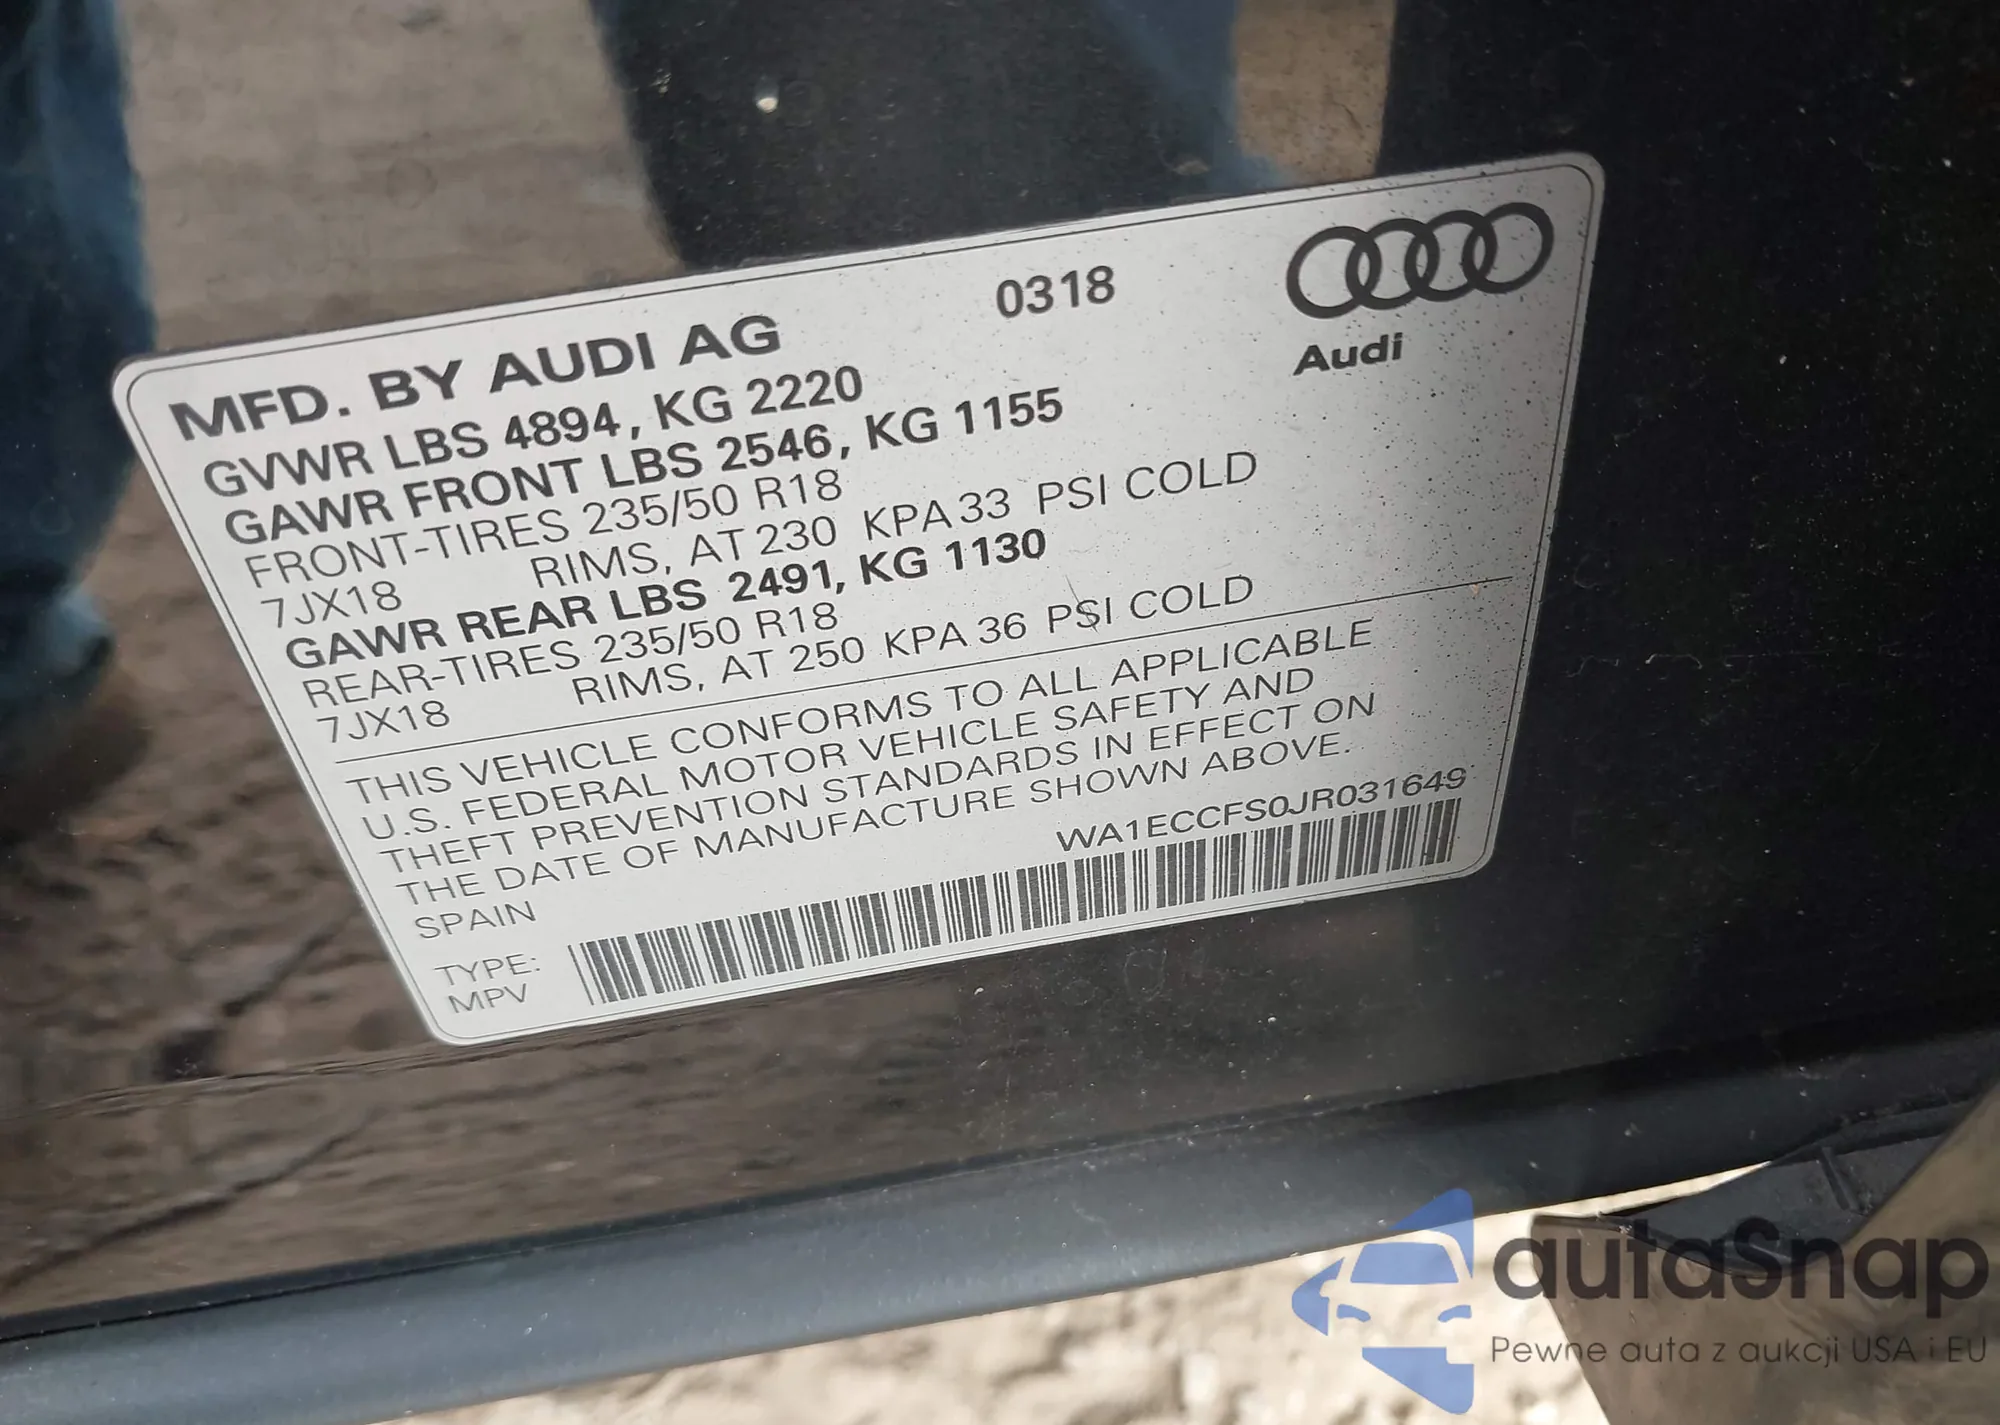 MFD. BY AUDI AG 0318
Audi
GVWR LBS 4894, KG 2220
GAWR FRONT LBS 2546, KG 1155
FRONT-TIRES 235/50 R18
7JX18 RIMS, AT 230 KPA 33 PSI COLD
GAWR REAR LBS 2491, KG 1130
REAR-TIRES 235/50 R18
7JX18 RIMS, AT 250 KPA 36 PSI COLD
THIS VEHICLE CONFORMS TO ALL APPLICABLE
U.S. FEDERAL MOTOR VEHICLE SAFETY AND
THEFT PREVENTION STANDARDS IN EFFECT ON
THE DATE OF MANUFACTURE SHOWN ABOVE.
SPAIN WA1ECCFS0JR031649
TYPE:
MPV
autaSnap
Pewne auta z aukcji USA i EU